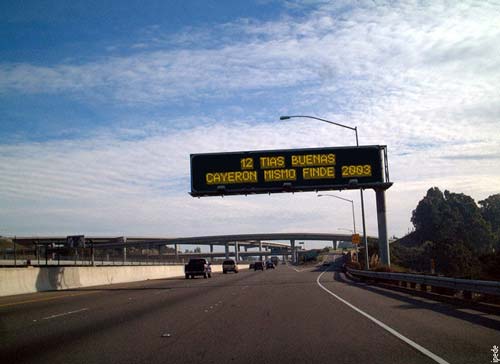 12 TIAS BUENAS
CAYERON MISMO FINDE 2003